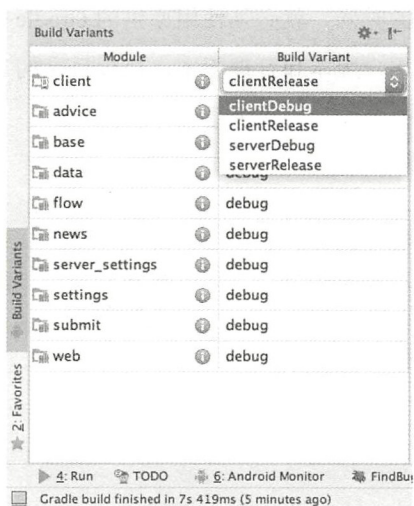 Build Variants
Module Build Variant
client clientRelease
clientDebug
advice
clientRelease
base
serverDebug
data
serverRelease
debug
flow debug
news debug
server_settings debug
settings debug
submit debug
web debug
Build Variants
2: Favorites
4: Run TODO 6: Android Monitor FindBu
Gradle build finished in 7s 419ms (5 minutes ago)